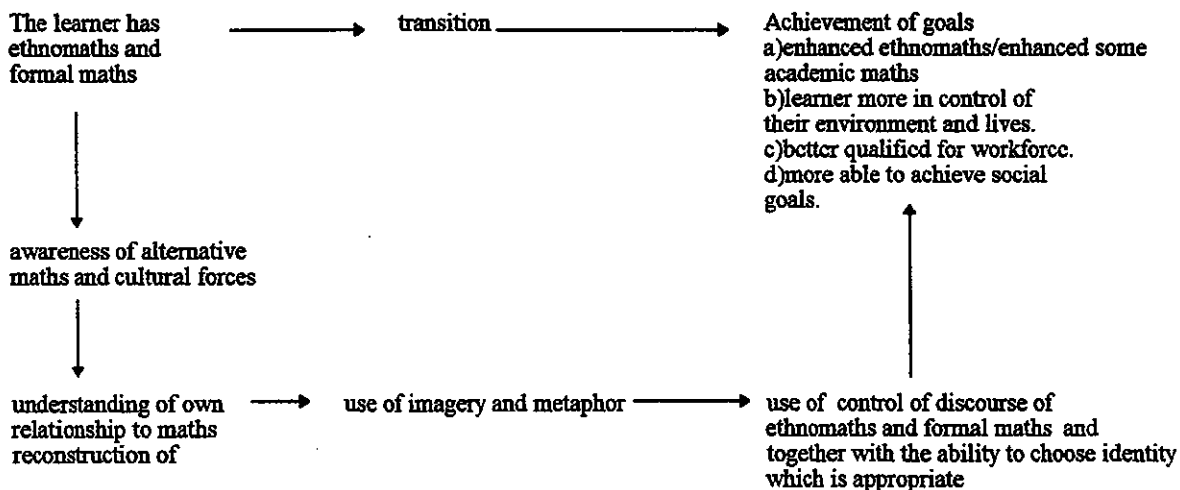 The learner has
ethnomaths and
formal maths
transition
Achievement of goals
a)enhanced ethnomaths/enhanced some
academic maths
b)learner more in control of
their environment and lives.
c)better qualified for workforce.
d)more able to achieve social
goals.
awareness of alternative
maths and cultural forces
understanding of own
relationship to maths
reconstruction of
use of imagery and metaphor
use of control of discourse of
ethnomaths and formal maths and
together with the ability to choose identity
which is appropriate